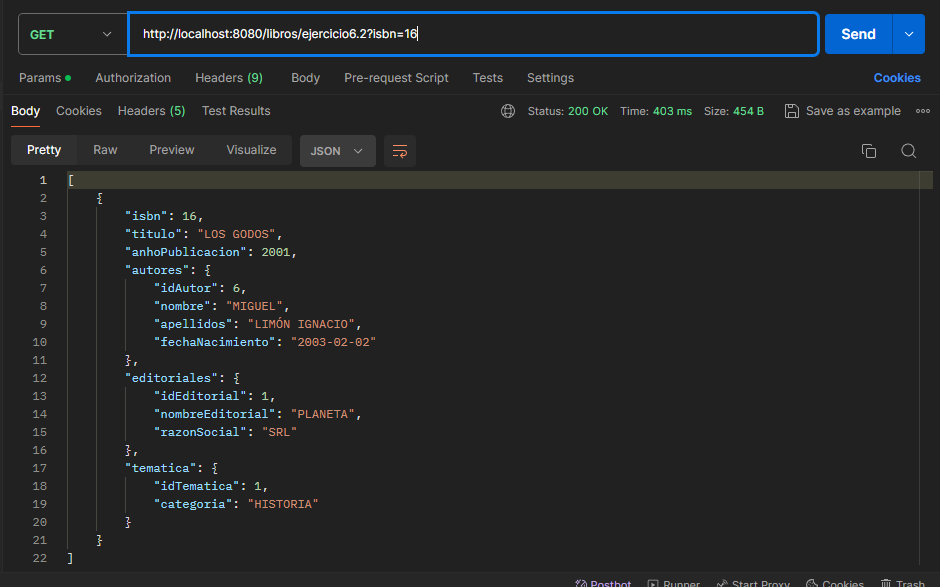 GET http://localhost:8080/libros/ejercicio6.2?isbn=16 Send
Params Authorization Headers (9) Body Pre-request Script Tests Settings Cookies
Body Cookies Headers (5) Test Results Status: 200 OK Time: 403 ms Size: 454 B Save as example
Pretty Raw Preview Visualize JSON
1 [
2 {
3 "isbn": 16,
4 "titulo": "LOS GODOS",
5 "anhoPublicacion": 2001,
6 "autores": {
7 "idAutor": 6,
8 "nombre": "MIGUEL",
9 "apellidos": "LIMÓN IGNACIO",
10 "fechaNacimiento": "2003-02-02"
11 },
12 "editoriales": {
13 "idEditorial": 1,
14 "nombreEditorial": "PLANETA",
15 "razonSocial": "SRL"
16 },
17 "tematica": {
18 "idTematica": 1,
19 "categoria": "HISTORIA"
20 }
21 }
22 ]
Postbot Runner Start Proxy Cookies Trash